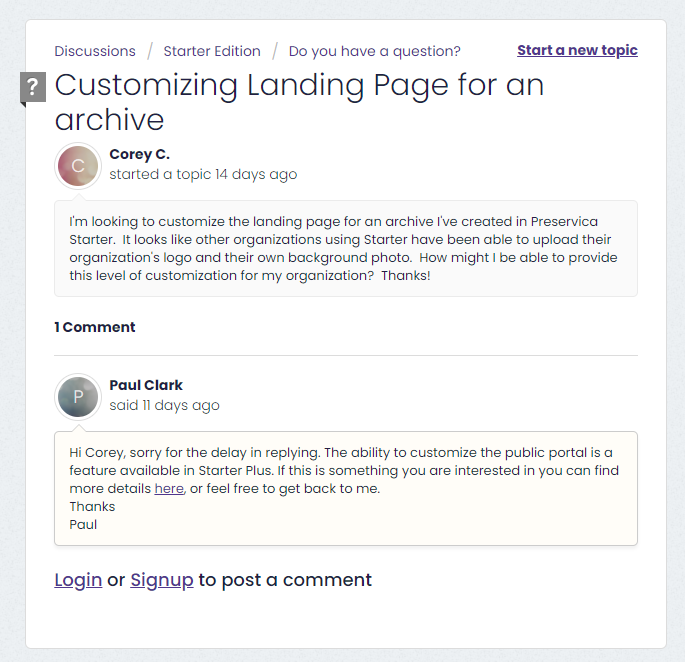 Discussions / Starter Edition / Do you have a question?
Start a new topic
?
Customizing Landing Page for an
archive
C
Corey C.
started a topic 14 days ago
I'm looking to customize the landing page for an archive I've created in Preservica
Starter.  It looks like other organizations using Starter have been able to upload their
organization's logo and their own background photo.  How might I be able to provide
this level of customization for my organization?  Thanks!
1 Comment
P
Paul Clark
said 11 days ago
Hi Corey, sorry for the delay in replying. The ability to customize the public portal is a
feature available in Starter Plus. If this is something you are interested in you can find
more details here, or feel free to get back to me.
Thanks
Paul
Login or Signup to post a comment